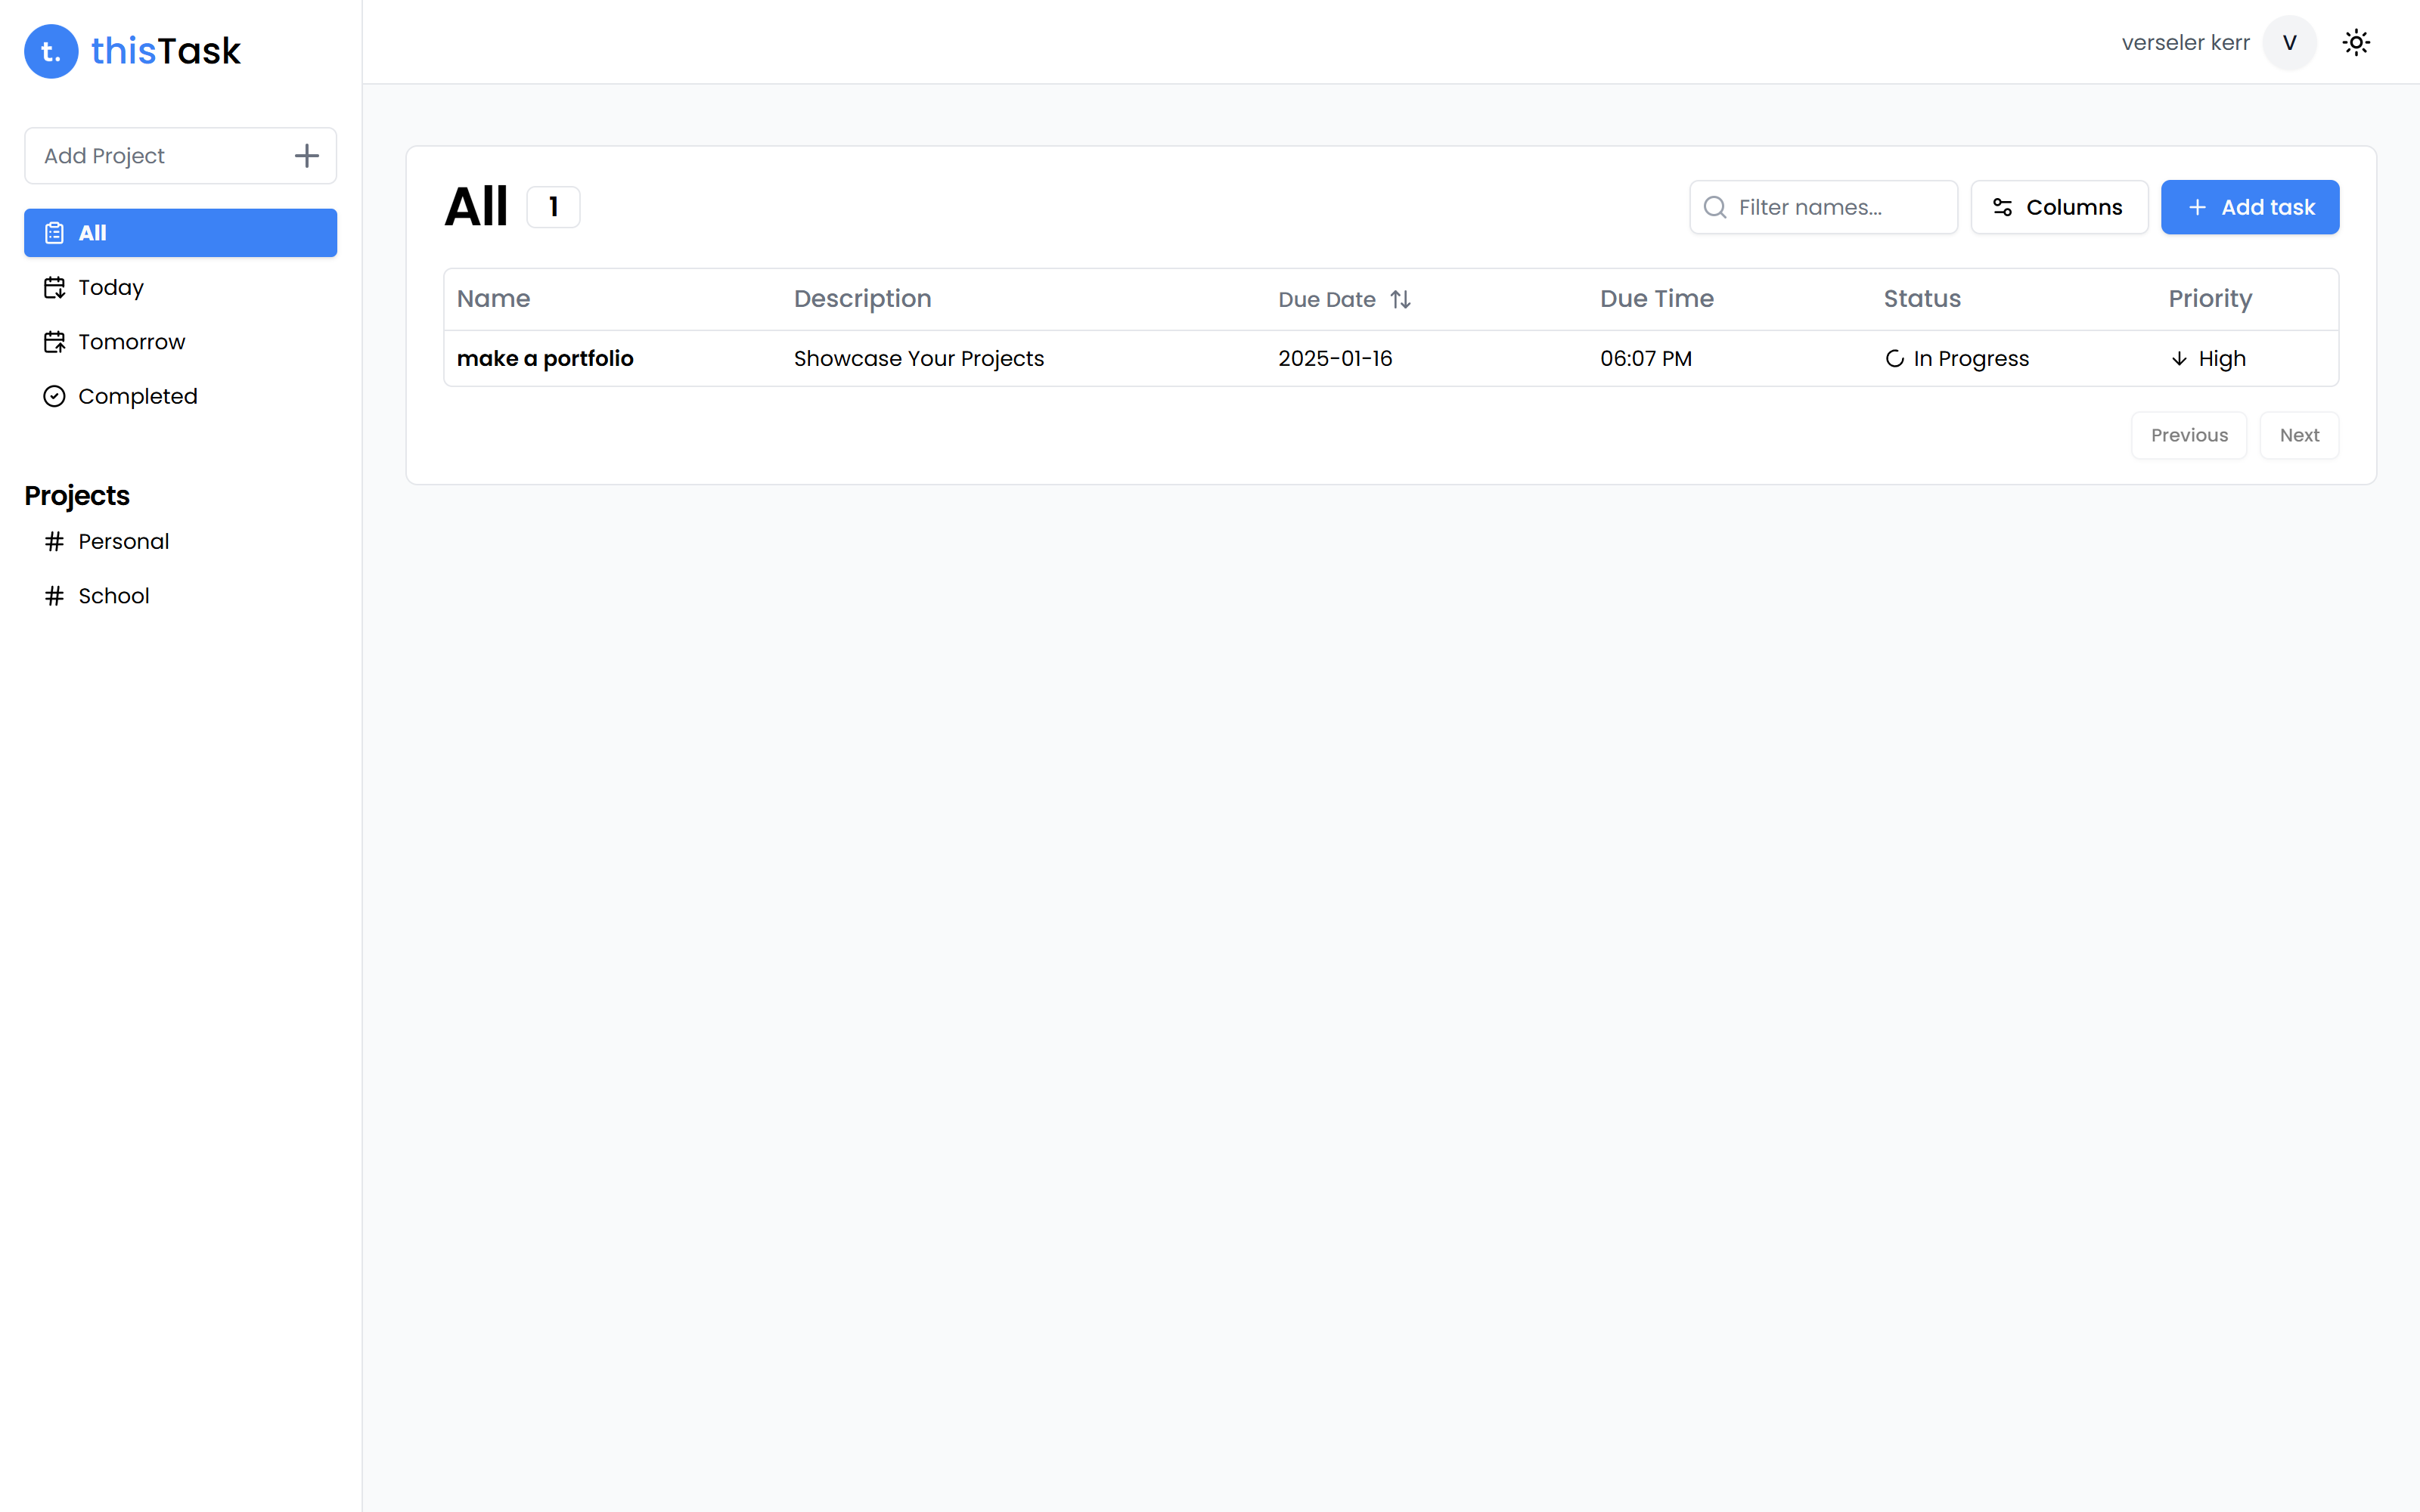 t. thisTask
verseler kerr V
Add Project
All
Today
Tomorrow
Completed
Projects
Personal
School
All 1
Filter names...
Columns
Add task
Name Description Due Date Due Time Status Priority
make a portfolio Showcase Your Projects 2025-01-16 06:07 PM In Progress High
Previous Next